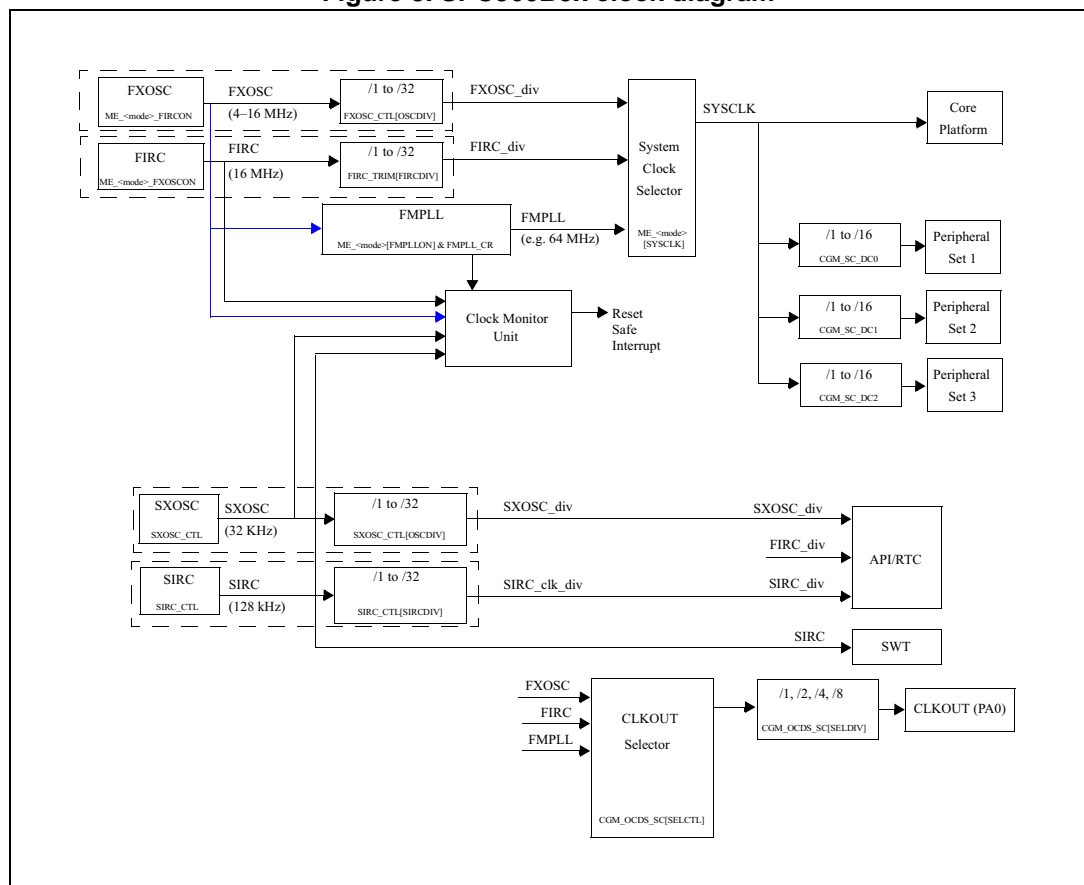 FXOSC
ME_<mode>_FIRCON
FXOSC
(4–16 MHz)
/1 to /32
FXOSC_CTL[OSCDIV]
FXOSC_div
FIRC
ME_<mode>_FXOSCON
FIRC
(16 MHz)
/1 to /32
FIRC_TRIM[FIRCDIV]
FIRC_div
FMPLL
ME_<mode>[FMPLLON] & FMPLL_CR
FMPLL
(e.g. 64 MHz)
System
Clock
Selector
ME_<mode>
[SYSCLK]
SYSCLK
Core
Platform
/1 to /16
CGM_SC_DC0
Peripheral
Set 1
/1 to /16
CGM_SC_DC1
Peripheral
Set 2
/1 to /16
CGM_SC_DC2
Peripheral
Set 3
Clock Monitor
Unit
Reset
Safe
Interrupt
SXOSC
SXOSC_CTL
SXOSC
(32 KHz)
/1 to /32
SXOSC_CTL[OSCDIV]
SXOSC_div
SXOSC_div
FIRC_div
API/RTC
SIRC
SIRC_CTL
SIRC
(128 kHz)
/1 to /32
SIRC_CTL[SIRCDIV]
SIRC_clk_div
SIRC_div
SIRC
SWT
FXOSC
FIRC
FMPLL
CLKOUT
Selector
CGM_OCDS_SC[SELCTL]
/1, /2, /4, /8
CGM_OCDS_SC[SELDIV]
CLKOUT (PA0)